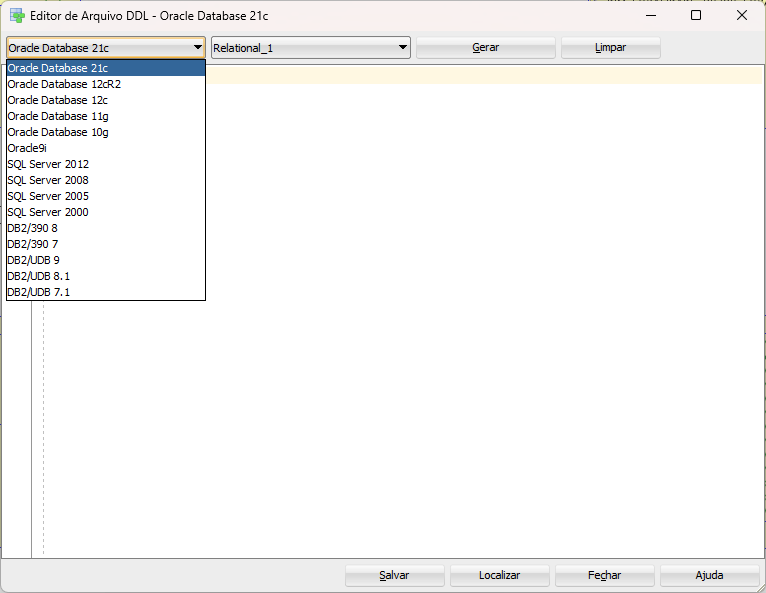 Editor de Arquivo DDL - Oracle Database 21c
Oracle Database 21c
Relational_1
Gerar
Limpar
Oracle Database 21c
Oracle Database 12cR2
Oracle Database 12c
Oracle Database 11g
Oracle Database 10g
Oracle9i
SQL Server 2012
SQL Server 2008
SQL Server 2005
SQL Server 2000
DB2/390 8
DB2/390 7
DB2/UDB 9
DB2/UDB 8.1
DB2/UDB 7.1
Salvar
Localizar
Fechar
Ajuda